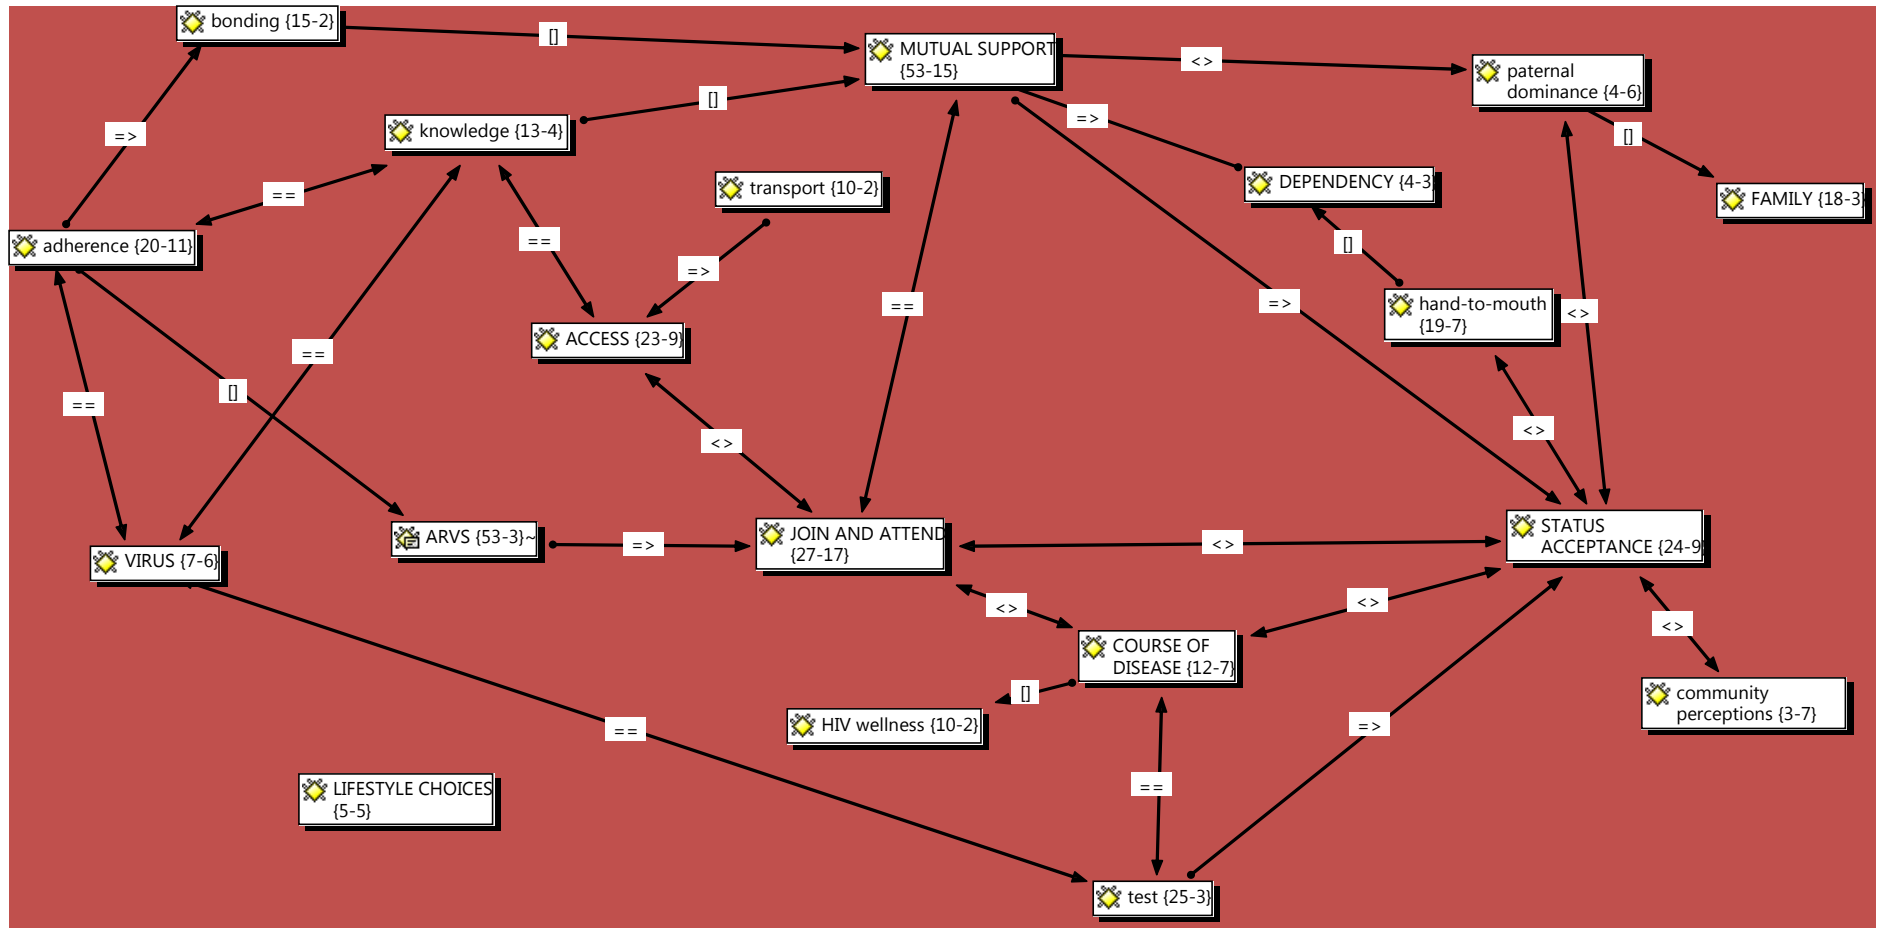 bonding {15-2}
[]
MUTUAL SUPPORT
{53-15}
<>
paternal
dominance {4-6}
=>
knowledge {13-4}
[]
=>
[]
==
transport {10-2}
DEPENDENCY {4-3}
FAMILY {18-3}
adherence {20-11}
==
=>
[]
==
=>
hand-to-mouth
{19-7}
<>
ACCESS {23-9}
==
==
[]
<>
<>
ARVS {53-3}~
=>
JOIN AND ATTEND
{27-17}
<>
STATUS
ACCEPTANCE {24-9
VIRUS {7-6}
<>
<>
<>
COURSE OF
DISEASE {12-7}
[]
community
perceptions {3-7}
HIV wellness {10-2}
==
=>
LIFESTYLE CHOICES
{5-5}
==
test {25-3}